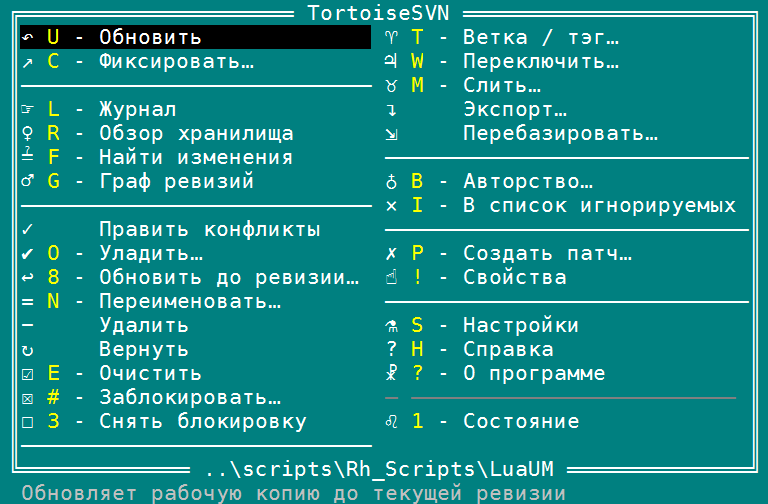 TortoiseSVN
↶ U - Обновить
↗ C - Фиксировать…
☞ L - Журнал
♀ R - Обзор хранилища
≟ F - Найти изменения
♂ G - Граф ревизий
✓ Править конфликты
✔ O - Уладить…
↩ 8 - Обновить до ревизии…
= N - Переименовать…
− Удалить
↻ Вернуть
☑ E - Очистить
☒ # - Заблокировать…
□ 3 - Снять блокировку
♈ T - Ветка / тэг…
♃ W - Переключить…
♉ M - Слить…
↴ Экспорт…
⇲ Перебазировать…
♁ B - Авторство…
× I - В список игнорируемых
✗ P - Создать патч…
☝ ! - Свойства
⚗ S - Настройки
? H - Справка
☧ ? - О программе
♌ 1 - Состояние
..\scripts\Rh_Scripts\LuaUM
Обновляет рабочую копию до текущей ревизии